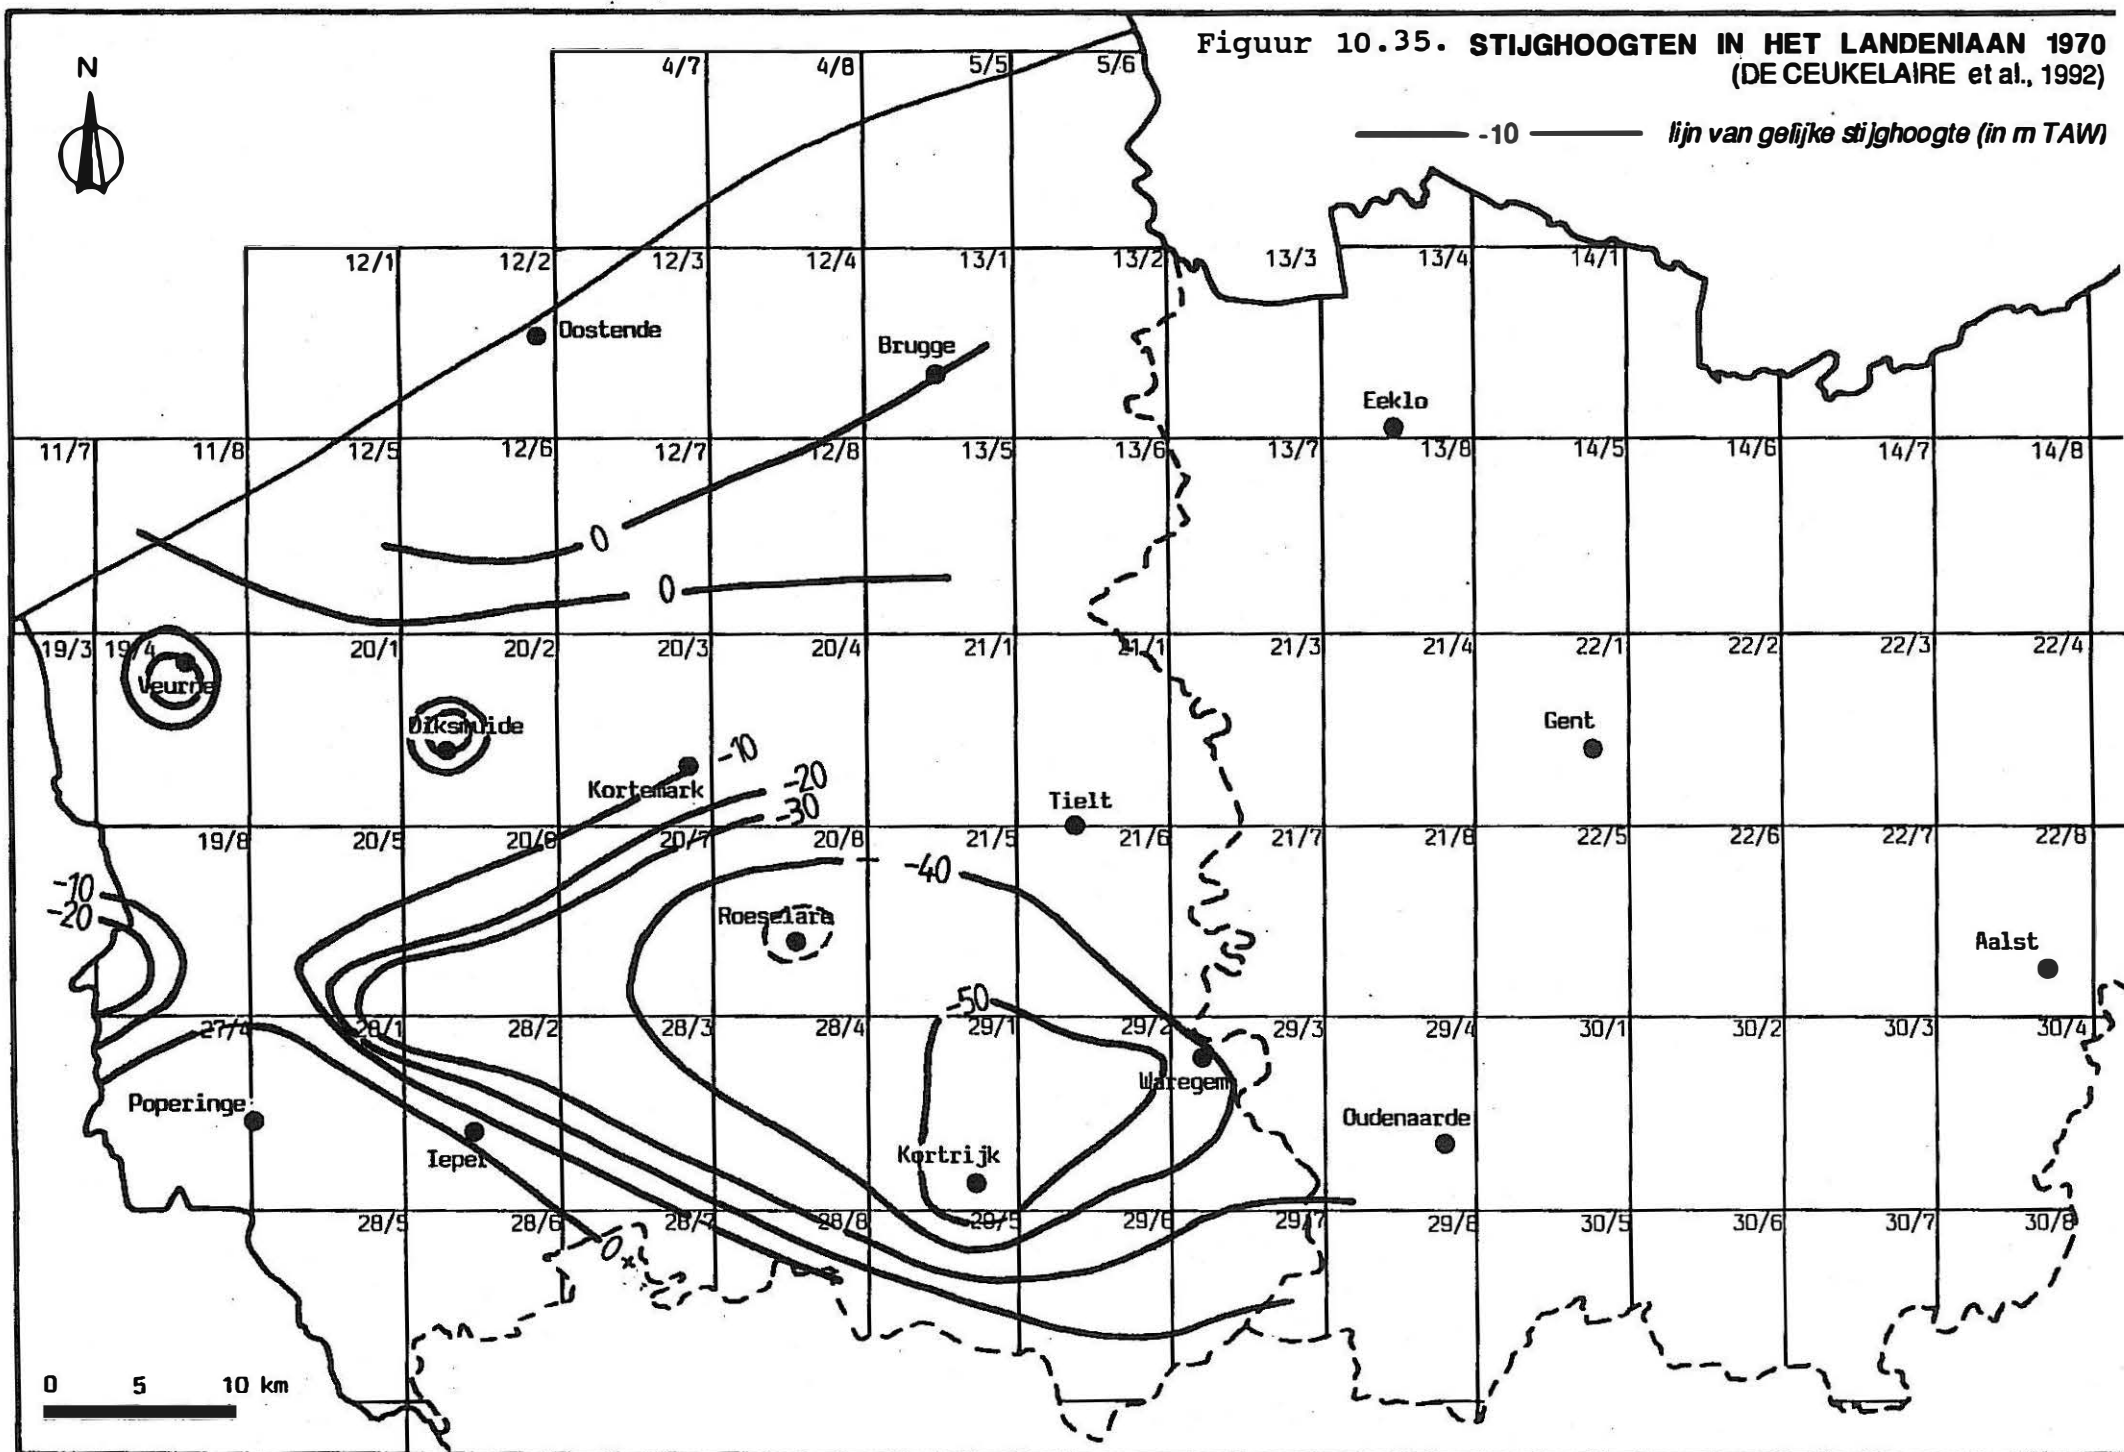 Figuur 10.35. STIJGHOOGTEN IN HET LANDENIAAN 1970
(DE CEUKELAIRE et al., 1992)
-10 lijn van gelijke stijghoogte (in m TAW)
N
4/7 4/8 5/5 5/6
12/1 12/2 12/3 12/4 13/1 13/2 13/3 13/4 14/1
Oostende
Brugge
Eeklo
11/7 11/8 12/5 12/6 12/7 12/8 13/5 13/6 13/7 13/8 14/5 14/6 14/7 14/8
0
0
19/3 19/4 20/1 20/2 20/3 20/4 21/1 21/1 21/3 21/4 22/1 22/2 22/3 22/4
Veurne
Diksmuide
Gent
-10
Kortemark
-20
-30
Tielt
19/8 20/5 20/6 20/7 20/8 21/5 21/6 21/7 21/8 22/5 22/6 22/7 22/8
-40
-10
-20
Roeselare
Aalst
-50
27/4 28/1 28/2 28/3 28/4 29/1 29/2 29/3 29/4 30/1 30/2 30/3 30/4
Waregem
Poperinge
Oudenaarde
Ieper
Kortrijk
28/5 28/6 28/7 28/8 29/5 29/6 29/7 29/8 30/5 30/6 30/7 30/8
0
0 5 10 km